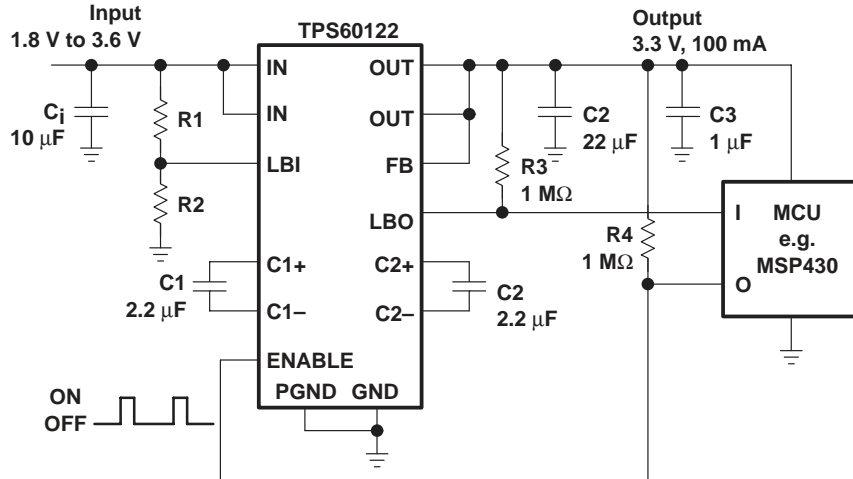 Input
1.8 V to 3.6 V
TPS60122
Output
3.3 V, 100 mA
IN
OUT
Ci
10 μF
R1
IN
OUT
C2
22 μF
C3
1 μF
LBI
FB
R3
1 MΩ
R2
LBO
I
MCU
e.g.
MSP430
R4
1 MΩ
O
C1
2.2 μF
C1+
C2+
C2
2.2 μF
C1–
C2–
ENABLE
ON
OFF
PGND
GND